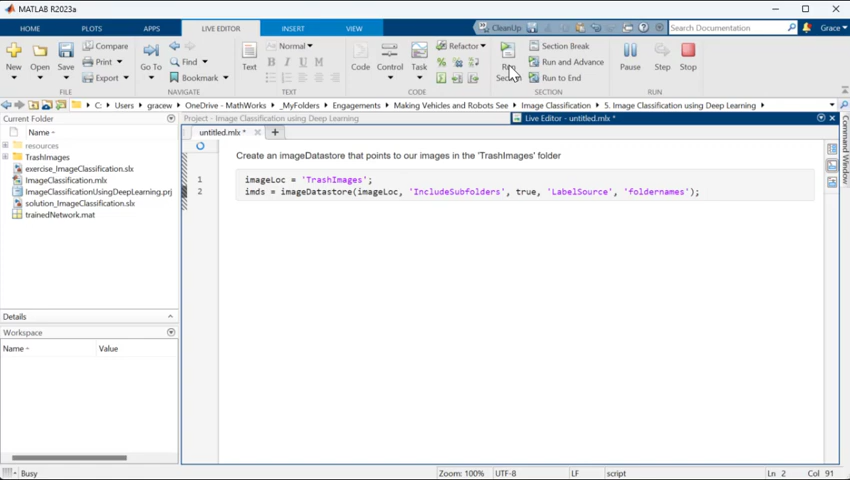 MATLAB R2023a
HOME PLOTS APPS LIVE EDITOR INSERT VIEW CleanUp Search Documentation Grace
New Open Save Compare Print Export Go To Find Bookmark Text Normal B I U M Code Control Task Refactor Run Section Section Break Run and Advance Run to End Pause Step Stop
FILE NAVIGATE TEXT CODE SECTION RUN
C: Users gracew OneDrive - MathWorks _MyFolders Engagements Making Vehicles and Robots See Image Classification 5. Image Classification using Deep Learning
Current Folder
Project - Image Classification using Deep Learning
Live Editor - untitled.mlx *
Name
untitled.mlx *
resources
TrashImages
exercise_ImageClassification.slx
ImageClassification.mlx
ImageClassificationUsingDeepLearning.prj
solution_ImageClassification.slx
trainedNetwork.mat
Create an imageDatastore that points to our images in the 'TrashImages' folder
1 imageLoc = 'TrashImages';
2 imds = imageDatastore(imageLoc, 'IncludeSubfolders', true, 'LabelSource', 'foldernames');
Command Window
Details
Workspace
Name Value
Busy Zoom: 100% UTF-8 LF script Ln 2 Col 91